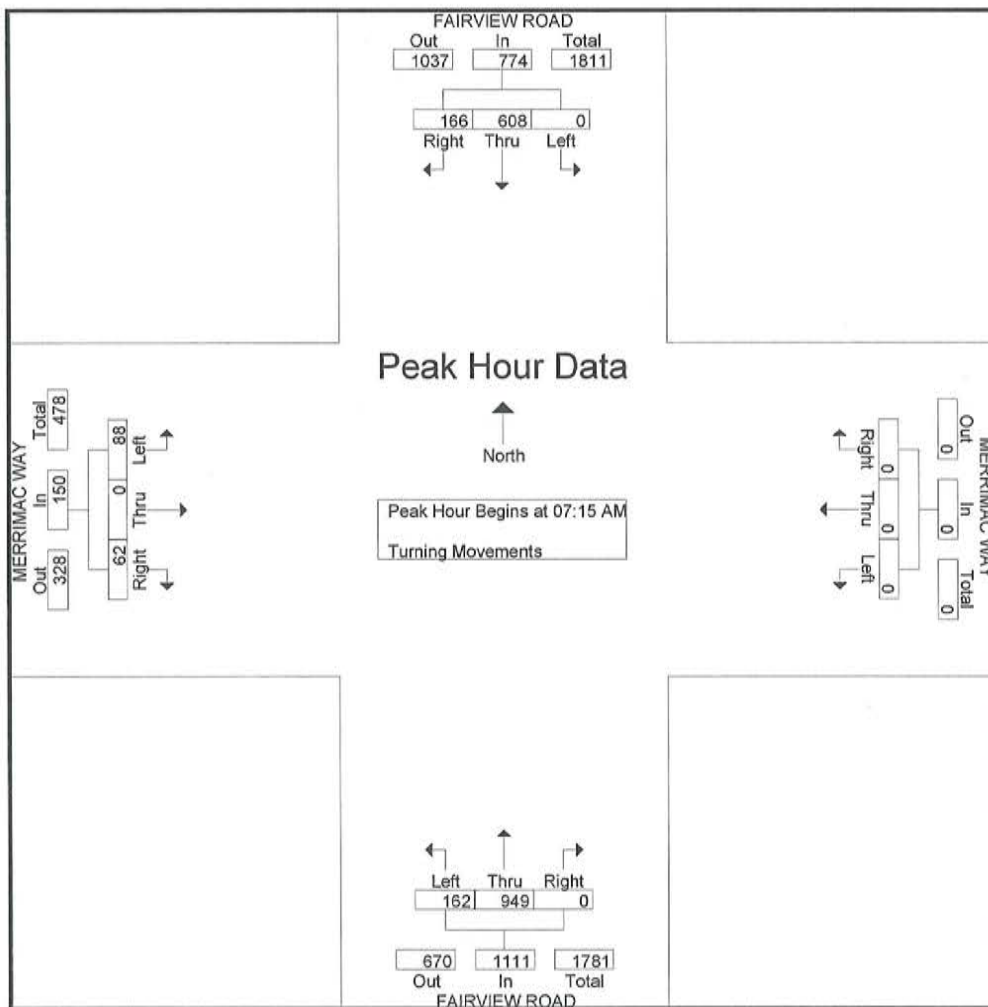 FAIRVIEW ROAD
Out In Total
1037 774 1811
166 608 0
Right Thru Left
Peak Hour Data
North
Peak Hour Begins at 07:15 AM
Turning Movements
MERRIMAC WAY
Out In Total
328 150 478
62 0 88
Right Thru Left
MERRIMAC WAY
Out In Total
0 0 0
0 0 0
Right Thru Left
Left Thru Right
162 949 0
670 1111 1781
Out In Total
FAIRVIEW ROAD